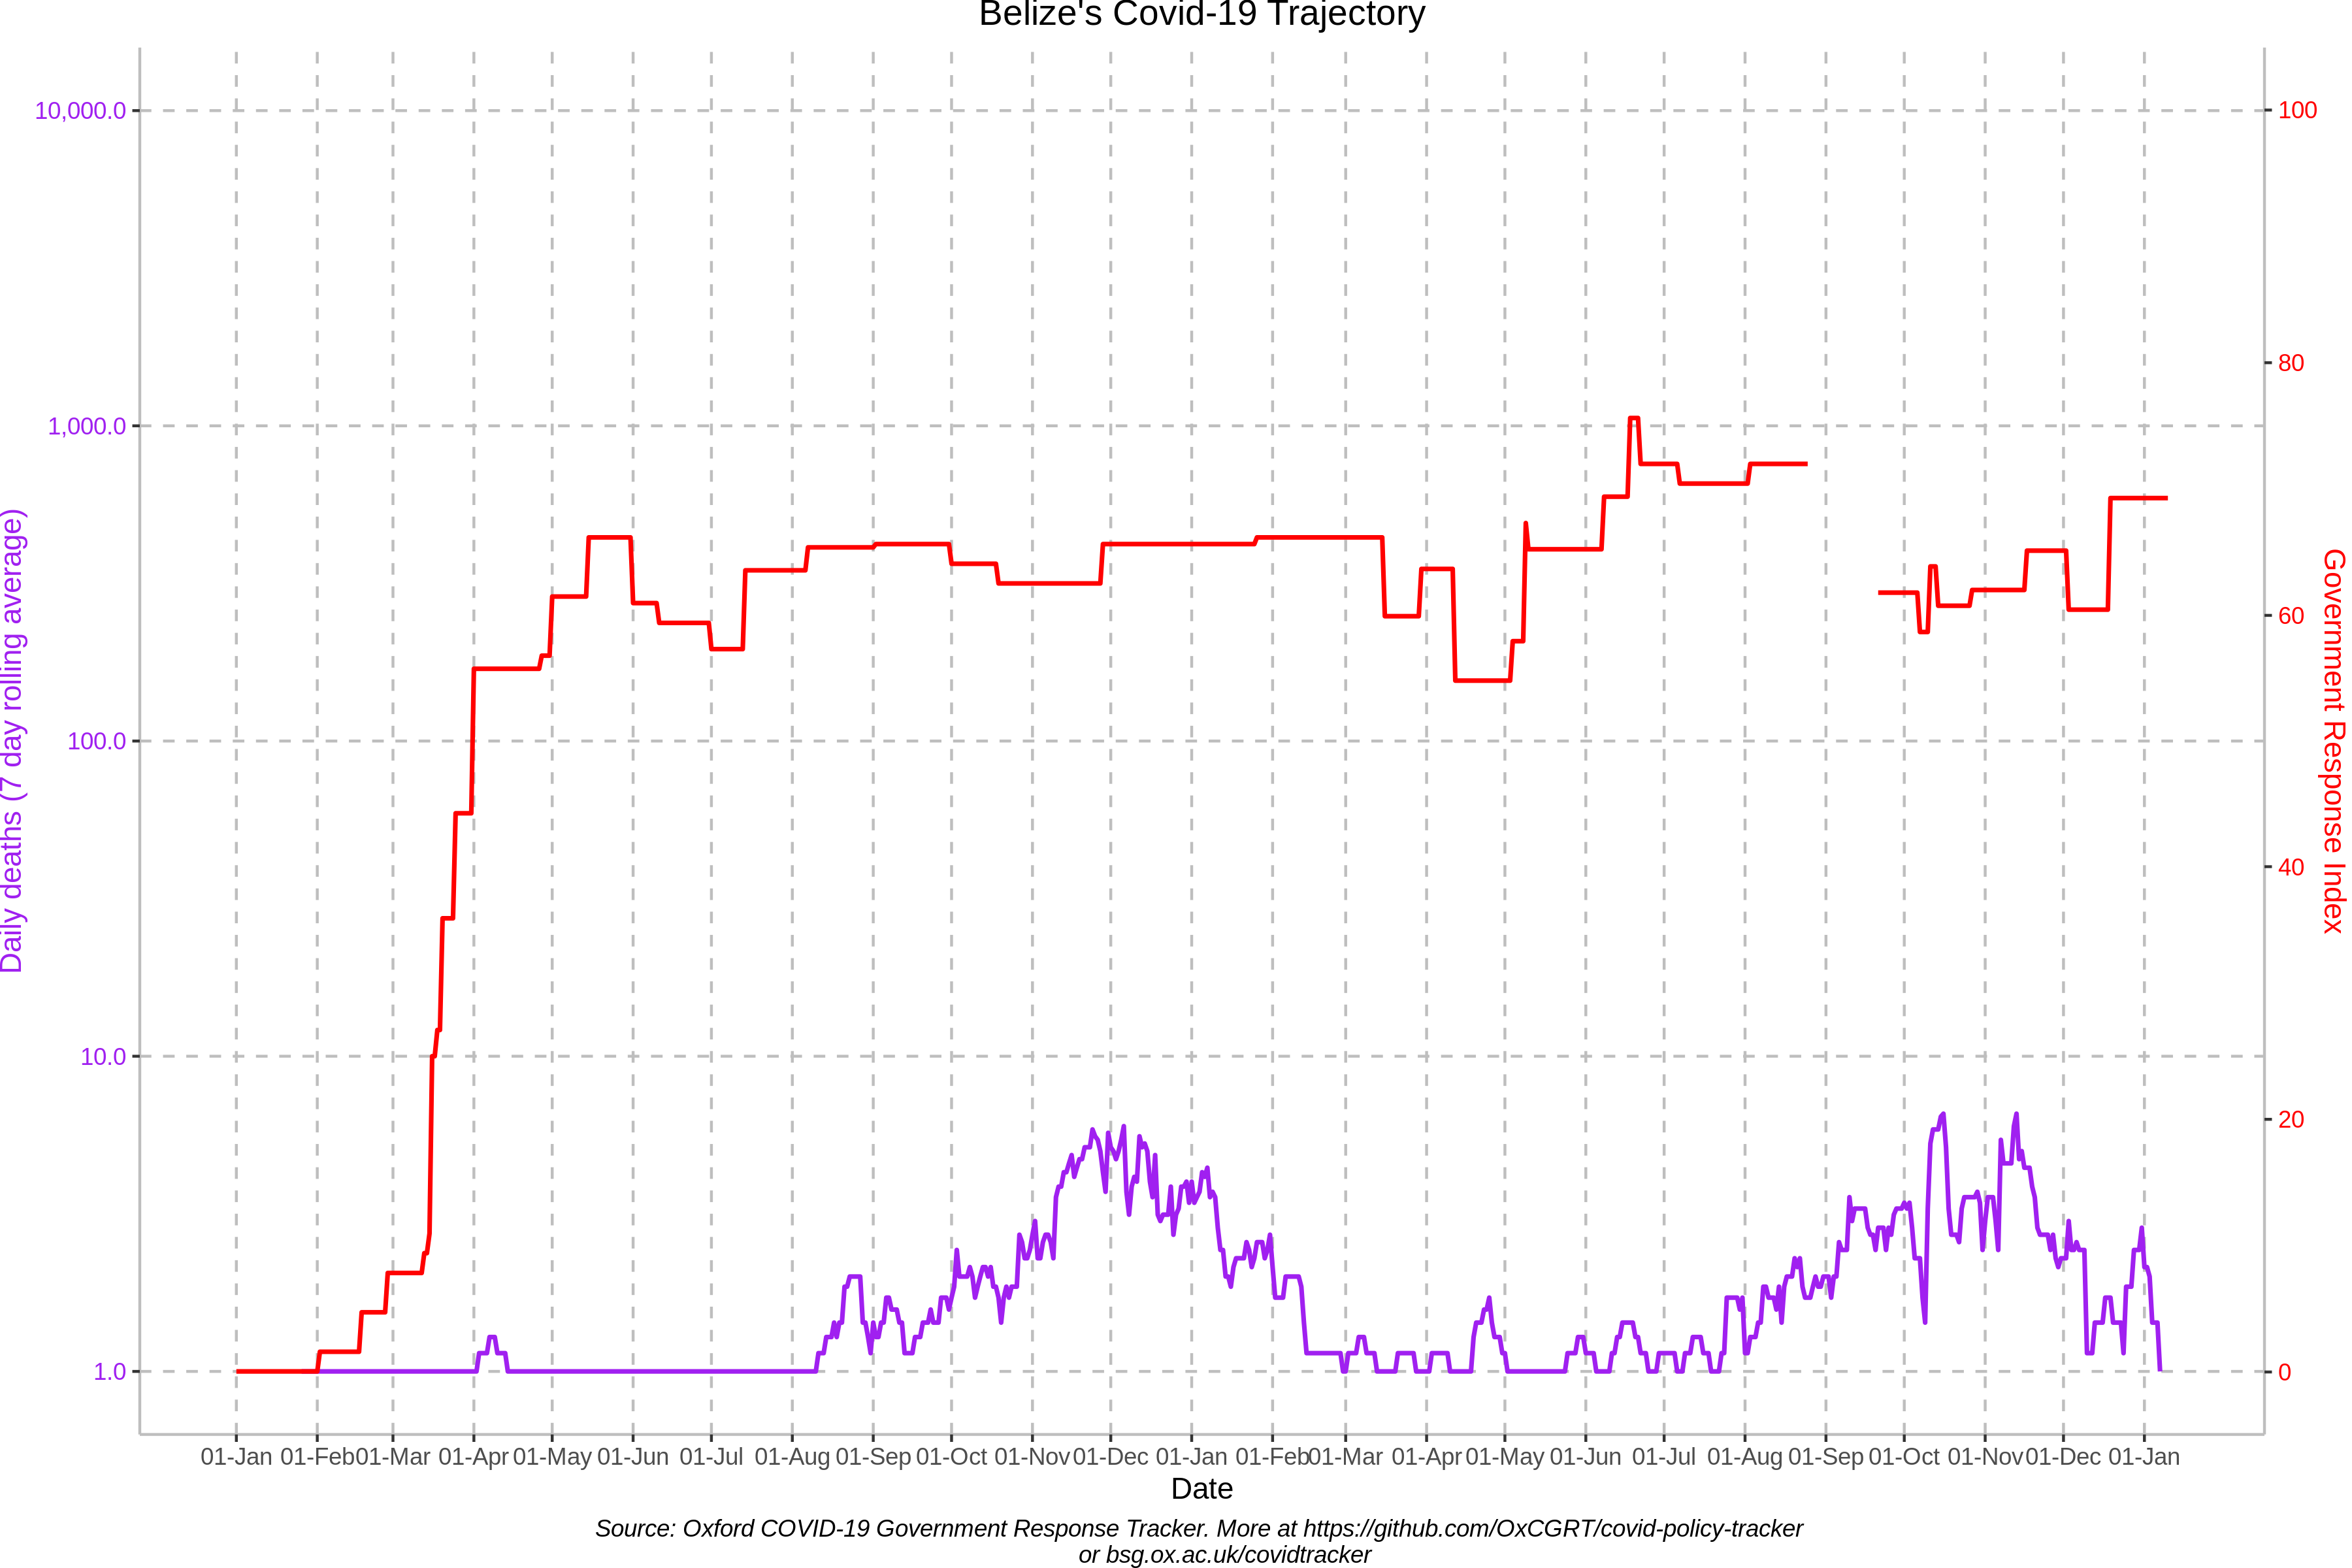 Belize's Covid-19 Trajectory
10,000.0
1,000.0
100.0
10.0
1.0
Daily deaths (7 day rolling average)
100
80
60
40
20
0
Government Response Index
01-Jan 01-Feb 01-Mar 01-Apr 01-May 01-Jun 01-Jul 01-Aug 01-Sep 01-Oct 01-Nov 01-Dec 01-Jan 01-Feb 01-Mar 01-Apr 01-May 01-Jun 01-Jul 01-Aug 01-Sep 01-Oct 01-Nov 01-Dec 01-Jan
Date
Source: Oxford COVID-19 Government Response Tracker. More at https://github.com/OxCGRT/covid-policy-tracker
or bsg.ox.ac.uk/covidtracker